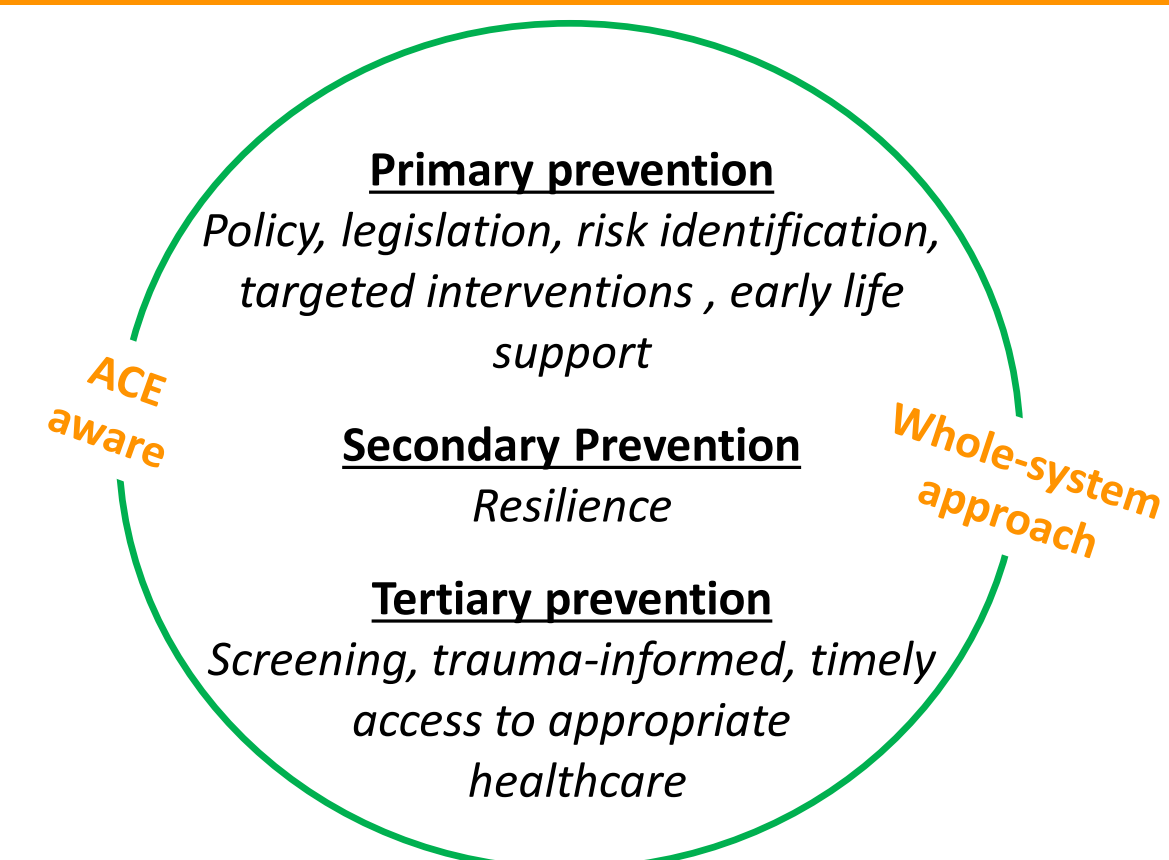 Primary prevention
Policy, legislation, risk identification,
targeted interventions , early life
support
ACE
aware
Secondary Prevention
Resilience
Whole-system
approach
Tertiary prevention
Screening, trauma-informed, timely
access to appropriate
healthcare